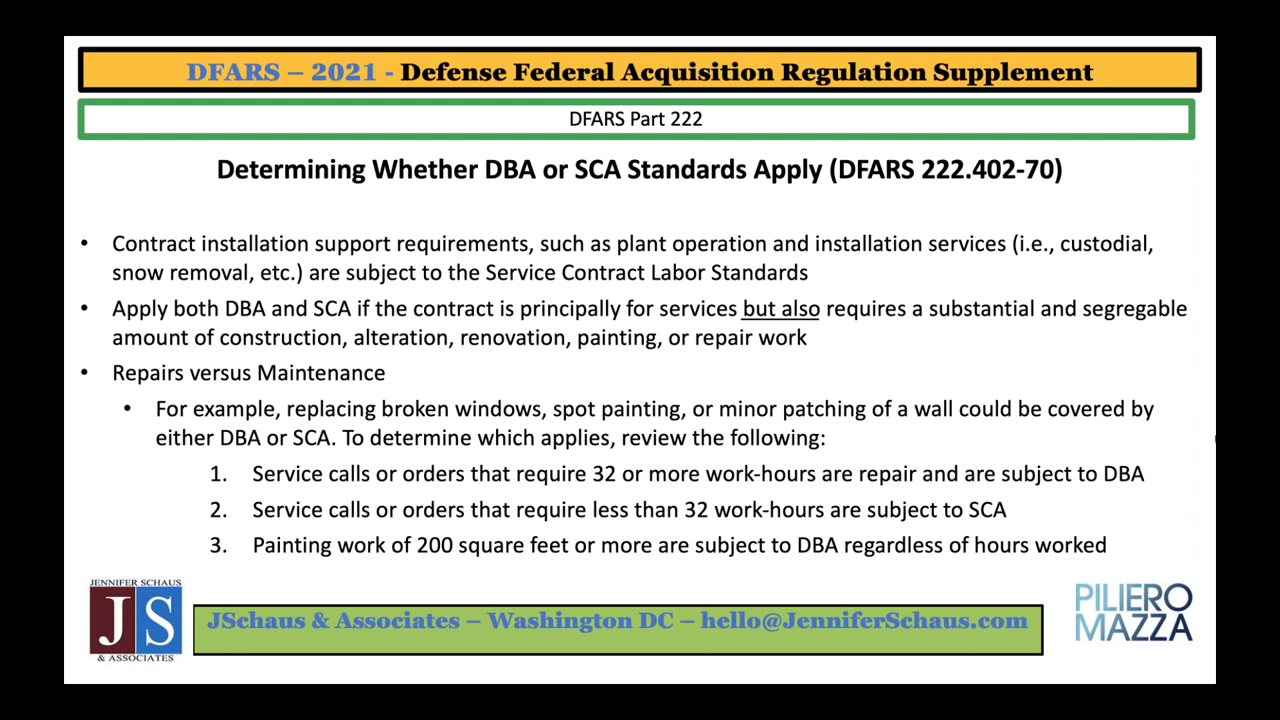 DFARS – 2021 - Defense Federal Acquisition Regulation Supplement
DFARS Part 222
Determining Whether DBA or SCA Standards Apply (DFARS 222.402-70)
• Contract installation support requirements, such as plant operation and installation services (i.e., custodial,
snow removal, etc.) are subject to the Service Contract Labor Standards
• Apply both DBA and SCA if the contract is principally for services but also requires a substantial and segregable
amount of construction, alteration, renovation, painting, or repair work
• Repairs versus Maintenance
• For example, replacing broken windows, spot painting, or minor patching of a wall could be covered by
either DBA or SCA. To determine which applies, review the following:
1. Service calls or orders that require 32 or more work-hours are repair and are subject to DBA
2. Service calls or orders that require less than 32 work-hours are subject to SCA
3. Painting work of 200 square feet or more are subject to DBA regardless of hours worked
JENNIFER SCHAUS
JS
& ASSOCIATES
JSchaus & Associates – Washington DC – hello@JenniferSchaus.com
PILIERO
MAZZA